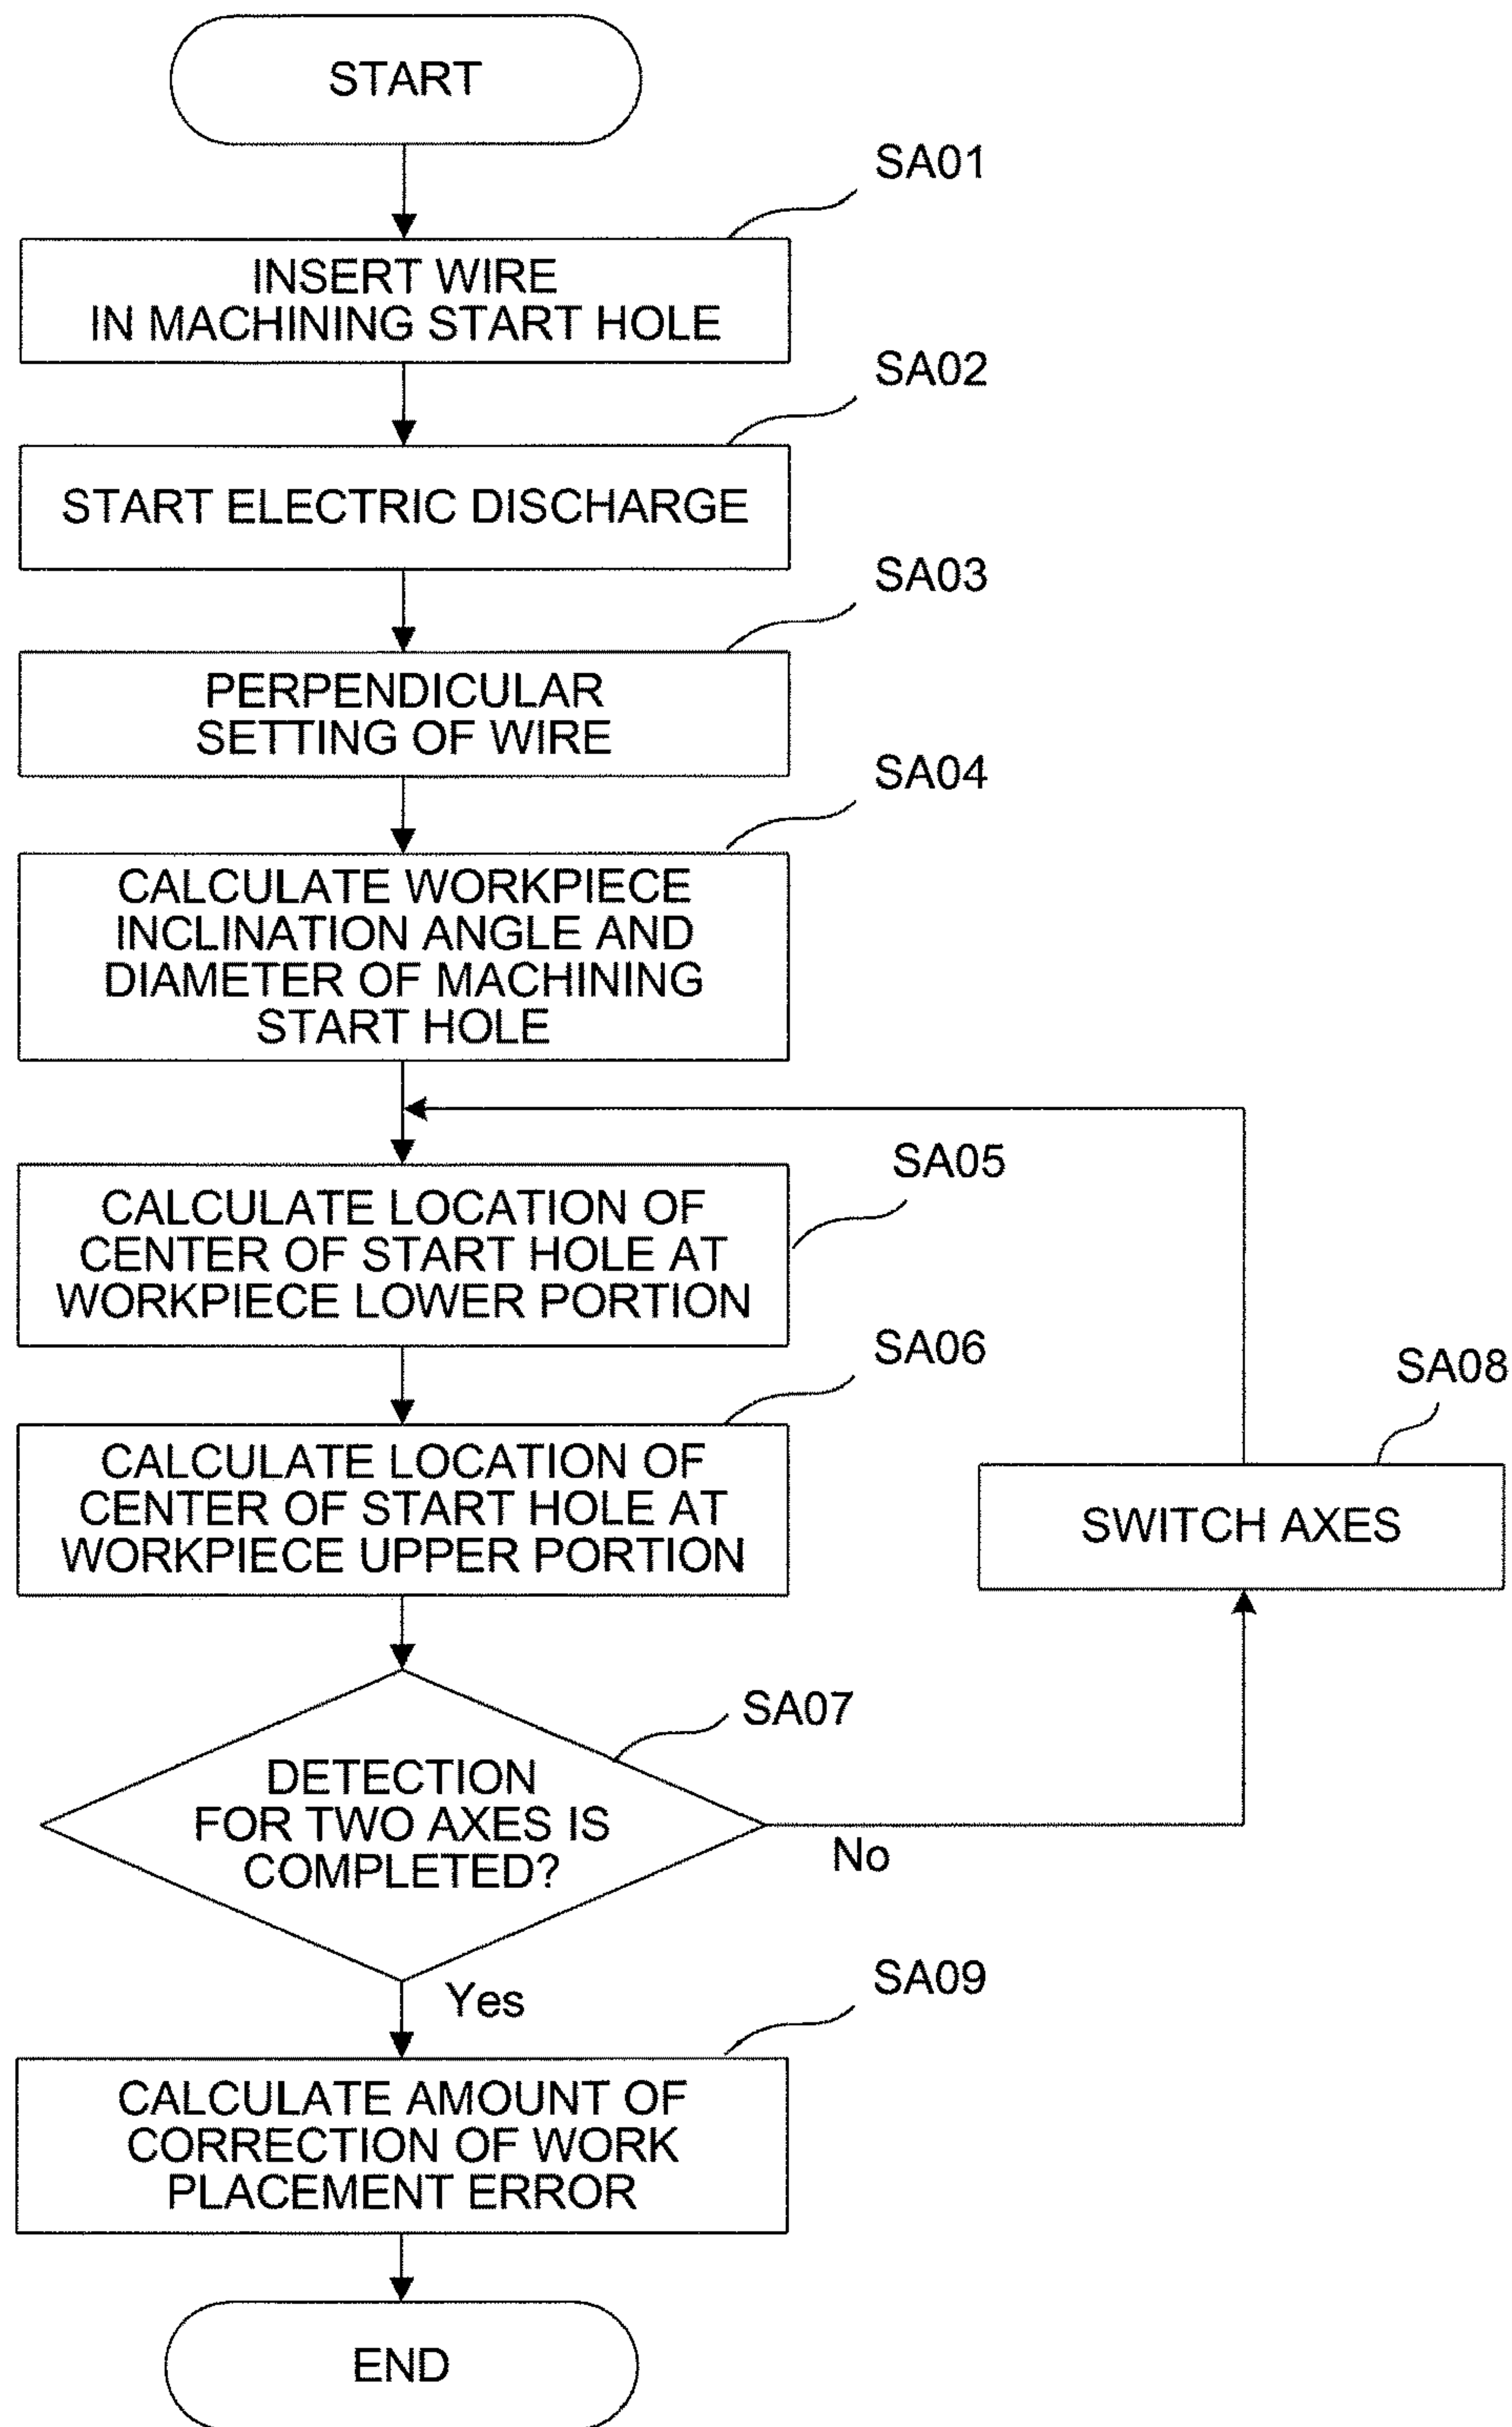 START
SA01
INSERT WIRE
IN MACHINING START HOLE
SA02
START ELECTRIC DISCHARGE
SA03
PERPENDICULAR
SETTING OF WIRE
SA04
CALCULATE WORKPIECE
INCLINATION ANGLE AND
DIAMETER OF MACHINING
START HOLE
SA05
CALCULATE LOCATION OF
CENTER OF START HOLE AT
WORKPIECE LOWER PORTION
SA06
CALCULATE LOCATION OF
CENTER OF START HOLE AT
WORKPIECE UPPER PORTION
SA08
SWITCH AXES
SA07
DETECTION
FOR TWO AXES IS
COMPLETED?
No
Yes
SA09
CALCULATE AMOUNT OF
CORRECTION OF WORK
PLACEMENT ERROR
END